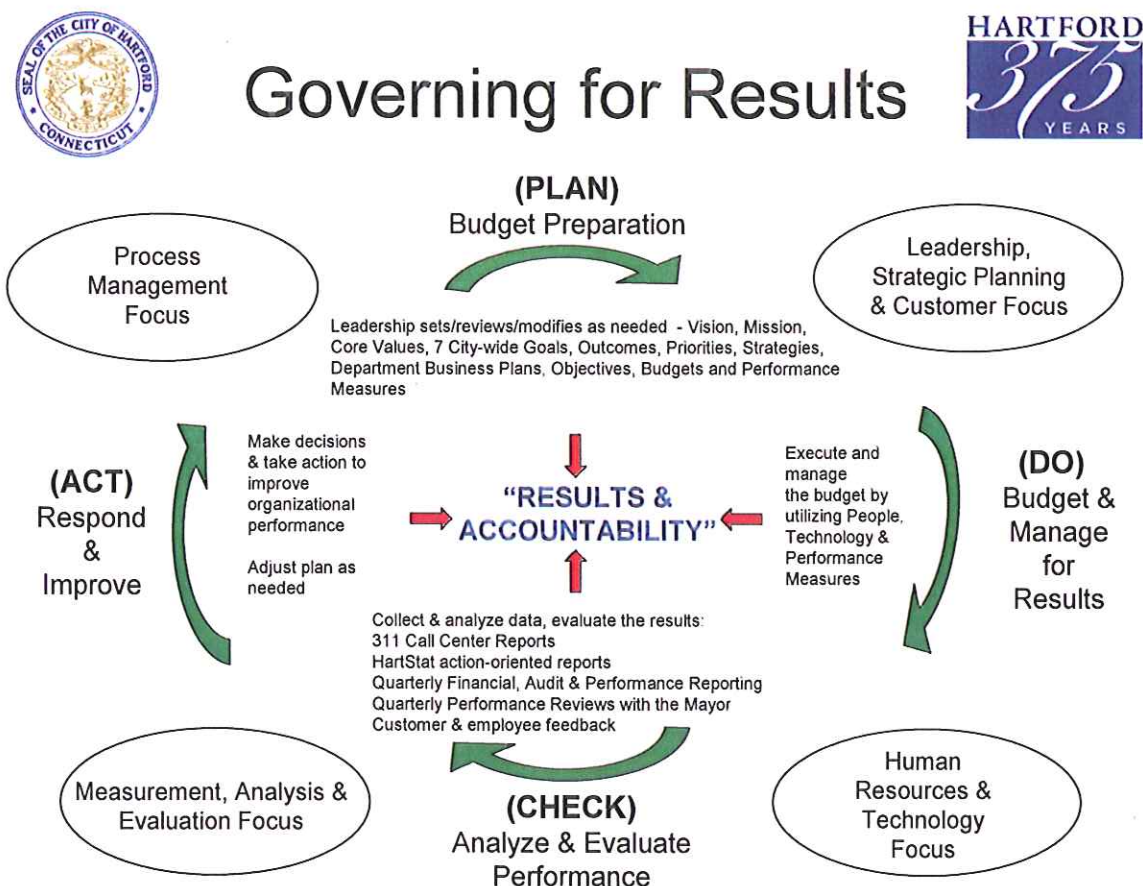 SEAL OF THE CITY OF HARTFORD
• CONNECTICUT •
Governing for Results
HARTFORD
375
YEARS
(PLAN)
Budget Preparation
Process
Management
Focus
Leadership,
Strategic Planning
& Customer Focus
Leadership sets/reviews/modifies as needed - Vision, Mission,
Core Values, 7 City-wide Goals, Outcomes, Priorities, Strategies,
Department Business Plans, Objectives, Budgets and Performance
Measures
(ACT)
Respond
&
Improve
Make decisions
& take action to
improve
organizational
performance
Adjust plan as
needed
"RESULTS &
ACCOUNTABILITY"
Execute and
manage
the budget by
utilizing People,
Technology &
Performance
Measures
(DO)
Budget &
Manage
for
Results
Collect & analyze data, evaluate the results:
311 Call Center Reports
HartStat action-oriented reports
Quarterly Financial, Audit & Performance Reporting
Quarterly Performance Reviews with the Mayor
Customer & employee feedback
Measurement, Analysis &
Evaluation Focus
(CHECK)
Analyze & Evaluate
Performance
Human
Resources &
Technology
Focus